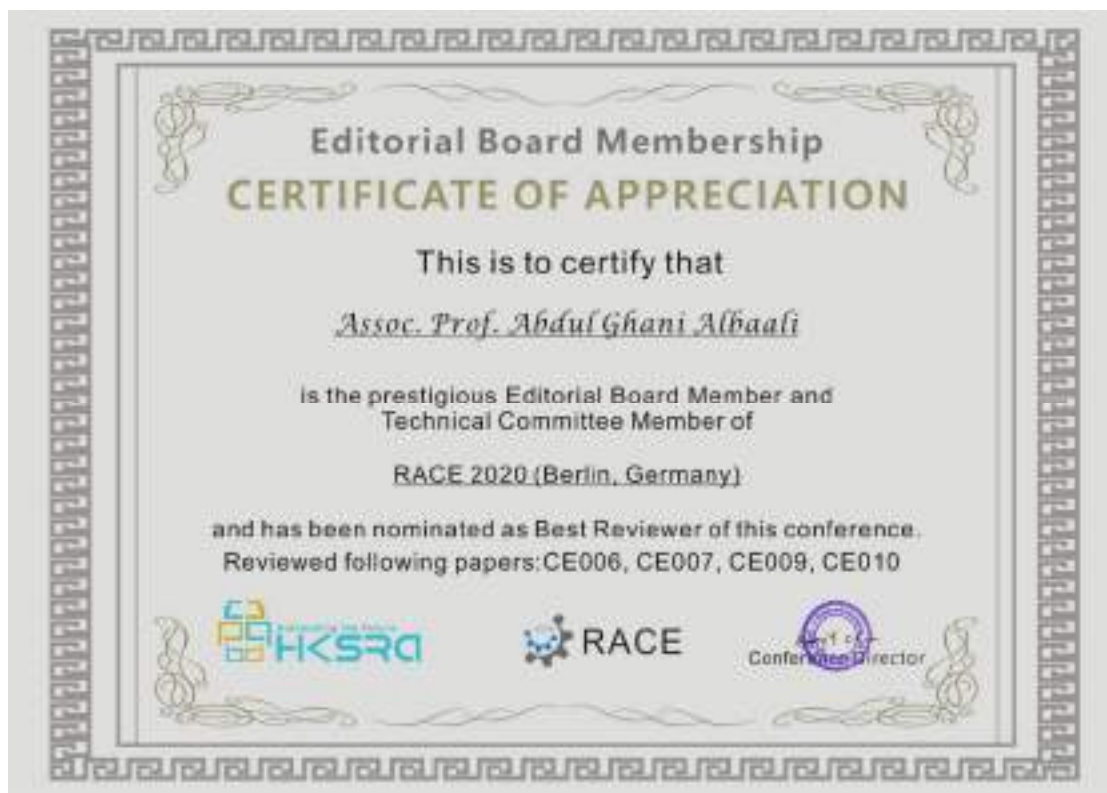 Editorial Board Membership
CERTIFICATE OF APPRECIATION
This is to certify that
Assoc. Prof. Abdul Ghani Albaali
is the prestigious Editorial Board Member and
Technical Committee Member of
RACE 2020 (Berlin, Germany)
and has been nominated as Best Reviewer of this conference.
Reviewed following papers:CE006, CE007, CE009, CE010
HKSRA
RACE
Conference Director